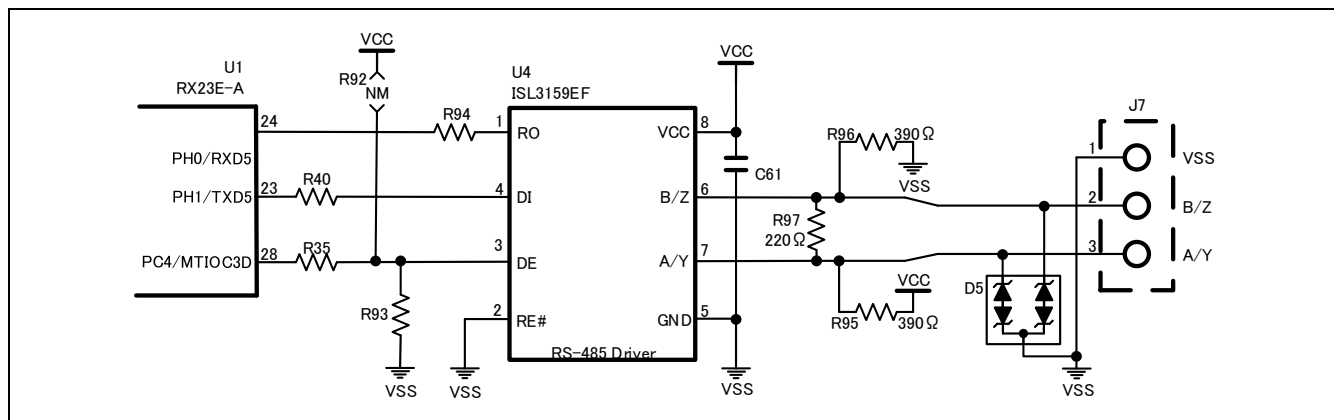 U1
RX23E-A
24
PH0/RXD5
PH1/TXD5
23
PC4/MTIOC3D
28
R40
R35
R92
NM
VCC
R94
R93
VSS
VSS
U4
ISL3159EF
1
RO
4
DI
3
DE
2
RE#
VCC
8
B/Z
6
A/Y
7
GND
5
RS-485 Driver
VCC
C61
VSS
R96
390Ω
VSS
R97
220Ω
VCC
R95
390Ω
D5
VSS
J7
1
VSS
2
B/Z
3
A/Y